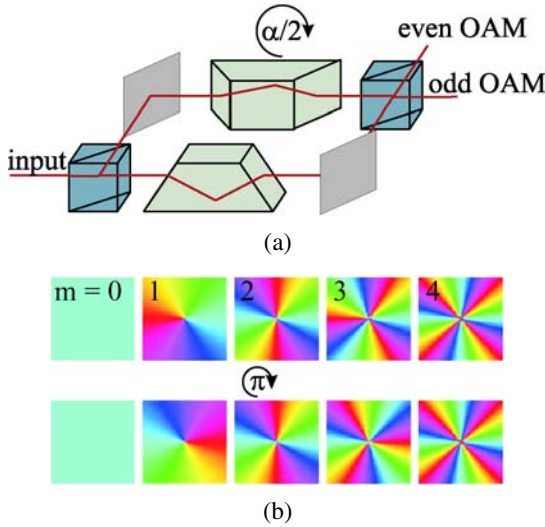 α/2
even OAM
odd OAM
input
(a)
m = 0 1 2 3 4
π
(b)